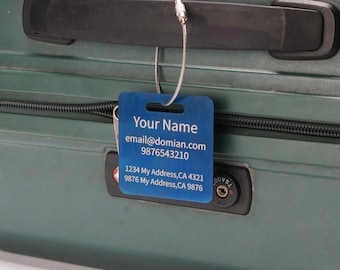 Your Name
email@domian.com
9876543210
1234 My Address,CA 4321
9876 My Address,CA 9876